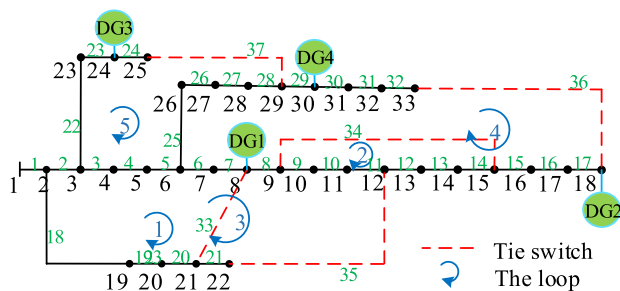 DG3
DG4
23 24 37
23 24 25
26 27 28 29 30 31 32 36
26 27 28 29 30 31 32 33
22 5 25 DG1 34 4
1 2 3 4 5 6 7 8 9 10 2 11 12 13 14 15 16 17
1 2 3 4 5 6 7 8 9 10 11 12 13 14 15 16 17 18
DG2
18 1 33 3
19 23 20 21 35
19 20 21 22
Tie switch
The loop